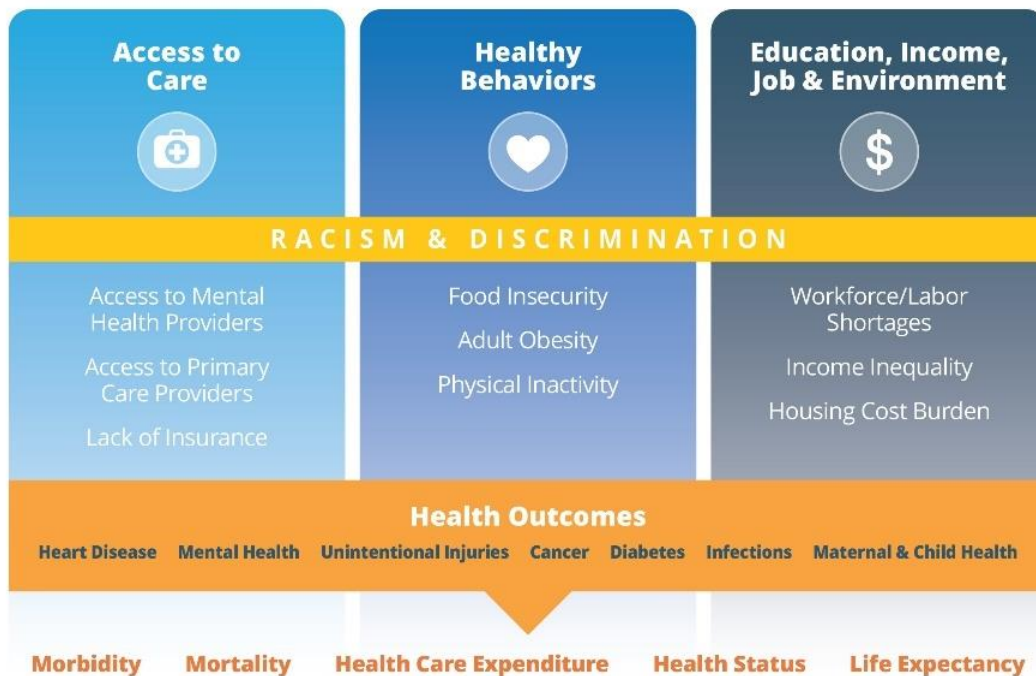 Access to
Care
Healthy
Behaviors
Education, Income,
Job & Environment
$
RACISM & DISCRIMINATION
Access to Mental
Health Providers
Access to Primary
Care Providers
Lack of Insurance
Food Insecurity
Adult Obesity
Physical Inactivity
Workforce/Labor
Shortages
Income Inequality
Housing Cost Burden
Health Outcomes
Heart Disease Mental Health Unintentional Injuries Cancer Diabetes Infections Maternal & Child Health
Morbidity Mortality Health Care Expenditure Health Status Life Expectancy